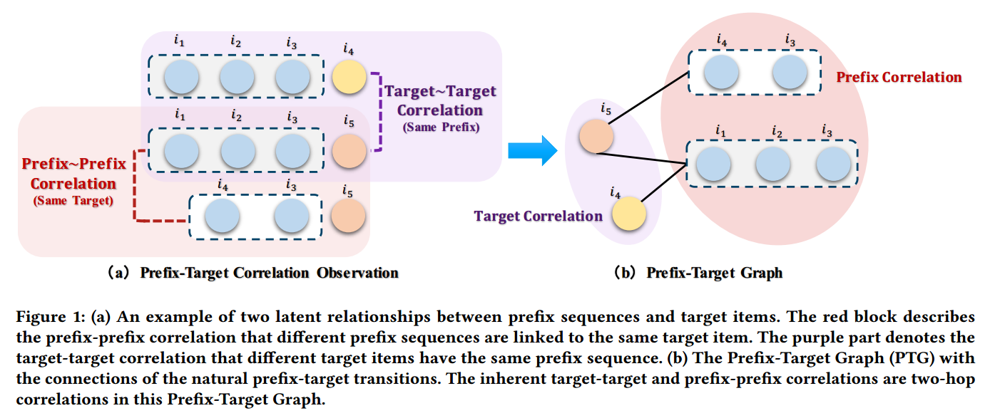 i1 i2 i3 i4
Target~Target
Correlation
(Same Prefix)
i1 i2 i3 i5
Prefix~Prefix
Correlation
(Same Target)
i4 i3 i5
(a) Prefix-Target Correlation Observation
i4 i3
Prefix Correlation
i5
i1 i2 i3
i4
Target Correlation
(b) Prefix-Target Graph
Figure 1: (a) An example of two latent relationships between prefix sequences and target items. The red block describes
the prefix-prefix correlation that different prefix sequences are linked to the same target item. The purple part denotes the
target-target correlation that different target items have the same prefix sequence. (b) The Prefix-Target Graph (PTG) with
the connections of the natural prefix-target transitions. The inherent target-target and prefix-prefix correlations are two-hop
correlations in this Prefix-Target Graph.